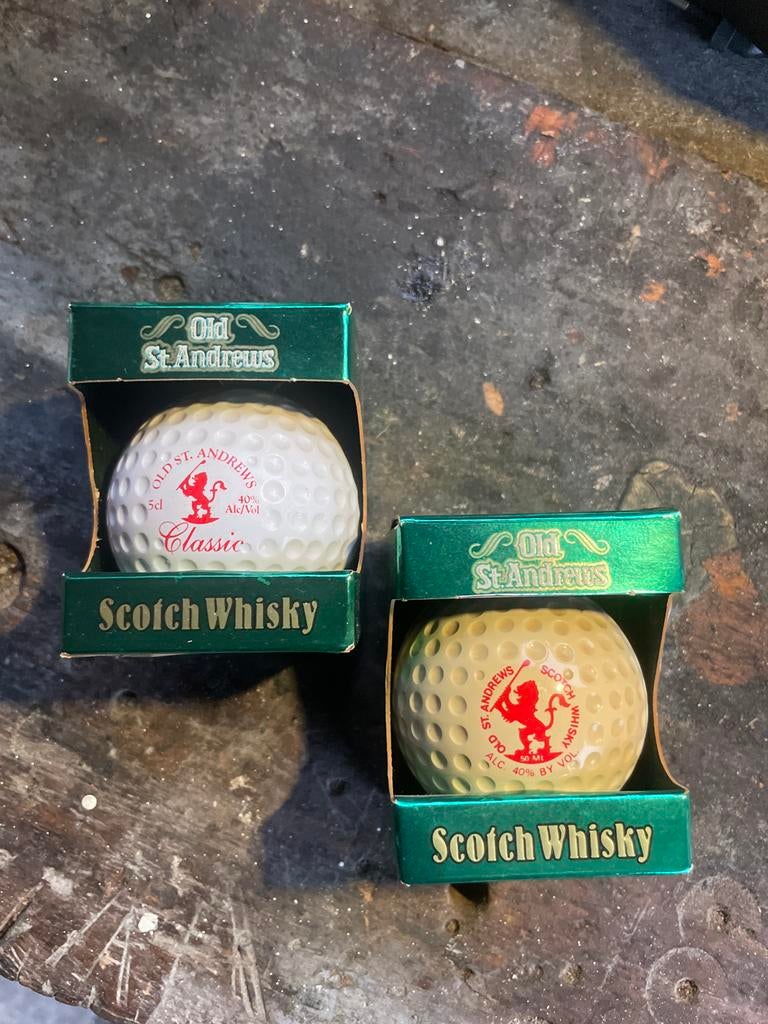 Old
St. Andrews
OLD ST. ANDREWS
5cl
40%
Alc/Vol
Classic
Scotch Whisky
Old
St. Andrews
OLD ST. ANDREWS SCOTCH WHISKY
50 ML
ALC 40% BY VOL
Scotch Whisky